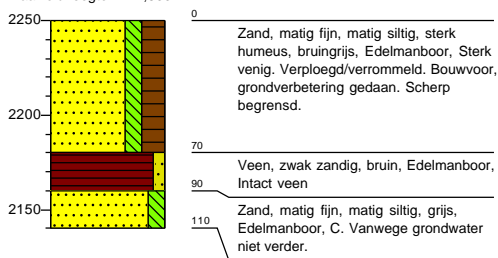 2250
0
Zand, matig fijn, matig siltig, sterk
humeus, bruingrijs, Edelmanboor, Sterk
venig. Verploegd/verrommeld. Bouwvoor,
grondverbetering gedaan. Scherp
begrensd.
2200
70
Veen, zwak zandig, bruin, Edelmanboor,
Intact veen
90
2150
110
Zand, matig fijn, matig siltig, grijs,
Edelmanboor, C. Vanwege grondwater
niet verder.